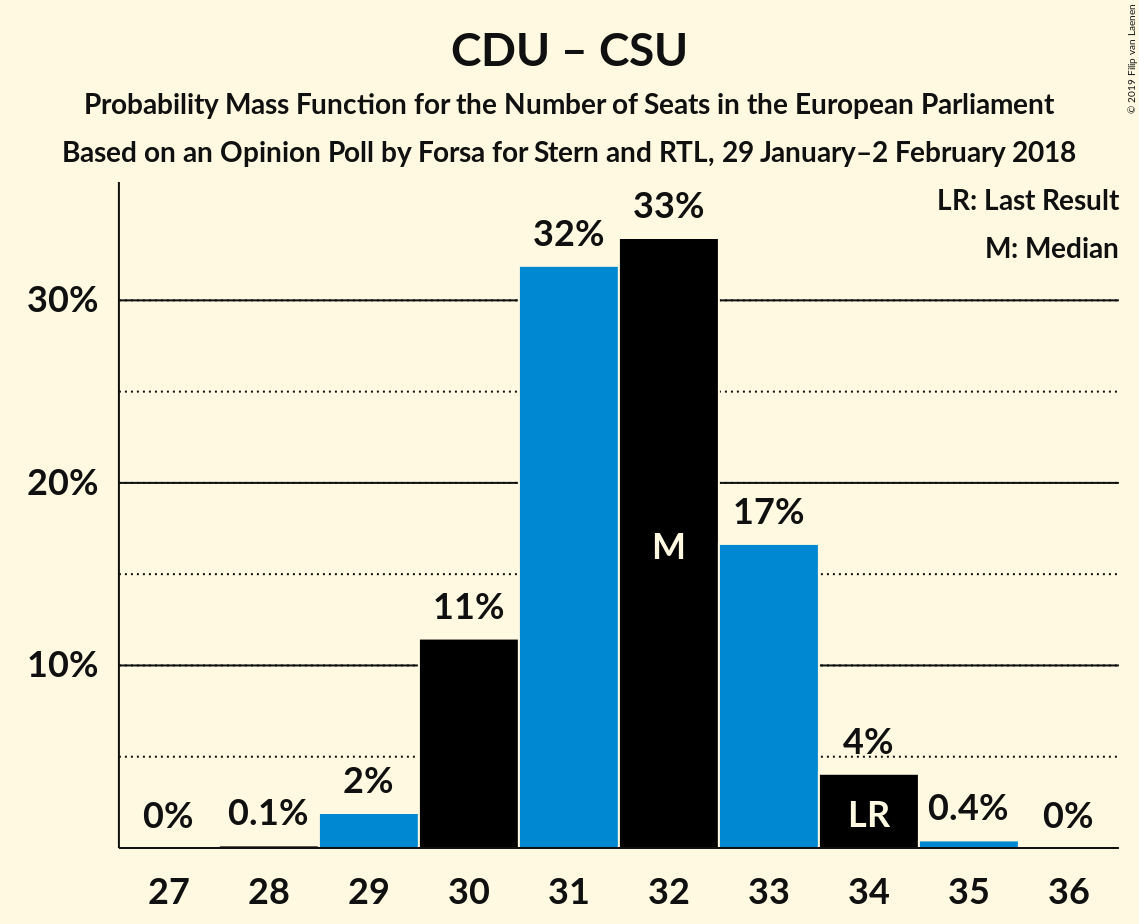 CDU – CSU
Probability Mass Function for the Number of Seats in the European Parliament
Based on an Opinion Poll by Forsa for Stern and RTL, 29 January–2 February 2018
© 2019 Filip van Laenen
LR: Last Result
M: Median
30%
20%
10%
0%
0.1%
2%
11%
32%
33%
17%
4%
0.4%
0%
M
LR
27 28 29 30 31 32 33 34 35 36